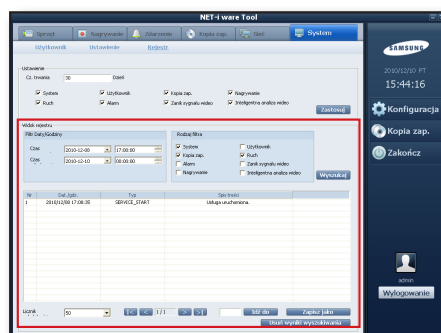 NET-i ware Tool
Sprzęt Nagrywanie Zdarzenie Kopia zap. Sieć System
Użytkownik Ustawienie Rejestr
Ustawienie
Cz. trwania 30 Dzień
System Użytkownik Kopia zap. Nagrywanie
Ruch Alarm Zanik sygnału wideo Inteligentna analiza wideo
Zastosuj
Widok rejestru
Filtr Daty/Godziny
Czas 2010-12-08 17:00:00
Czas 2010-12-10 00:00:00
Rodzaj filtra
System Użytkownik
Kopia zap. Ruch
Alarm Zanik sygnału wideo
Nagrywanie Inteligentna analiza wideo
Wyszukaj
Nr Dat./gdz. Typ Spis treści
1 2010/12/08 17:08:35 SERVICE_START Usługa uruchomiona.
Licznik 50 |< < 1/1 > >| Idź do Zapisz jako
Usuń wyniki wyszukiwania
SAMSUNG
2010/12/10 PT
15:44:16
Konfiguracja
Kopia zap.
Zakończ
admin
Wylogowanie